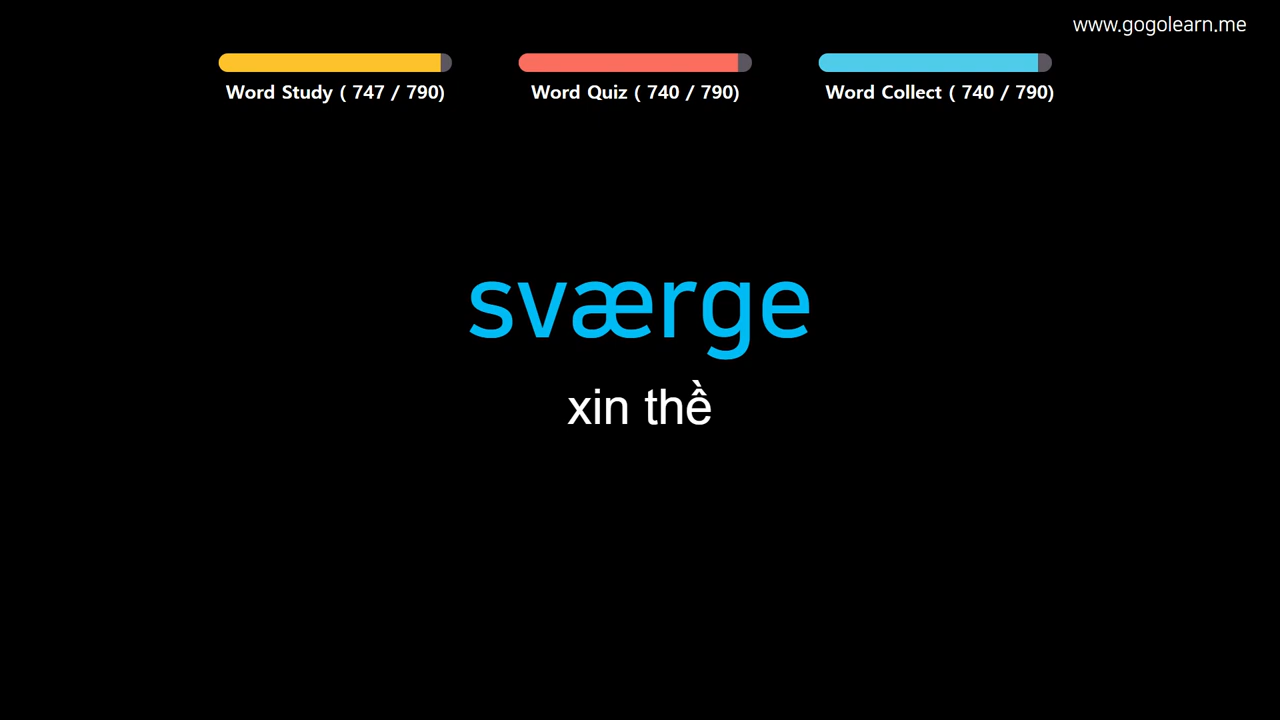 www.gogolearn.me
Word Study ( 747 / 790)
Word Quiz ( 740 / 790)
Word Collect ( 740 / 790)
sværge
xin thề